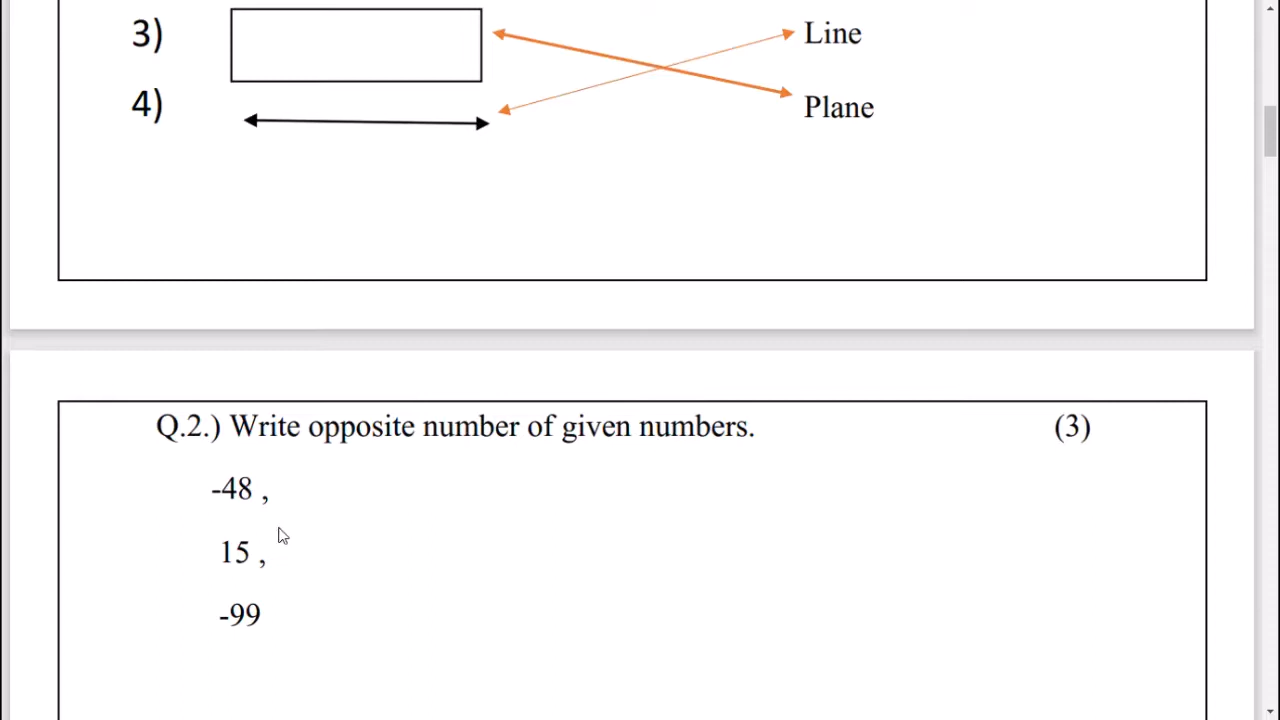 3) Line
4) Plane
Q.2.) Write opposite number of given numbers. (3)
-48 ,
15 ,
-99